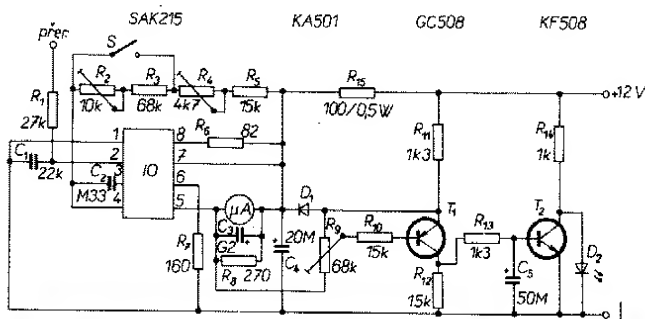 SAK215 KA501 GC508 KF508
přer.
S
R1
27k
R2
10k
R3
68k
R4
4k7
R5
15k
R15
100/0,5W
+12V
R11
1k3
R14
1k
R6
82
1
2
3
4
IO
8
7
6
5
C1
22k
C2
M33
µA
C3
G2
R8
270
D1
20M
C4
R9
68k
R10
15k
T1
R13
1k3
T2
D2
R7
160
R12
15k
C5
50M